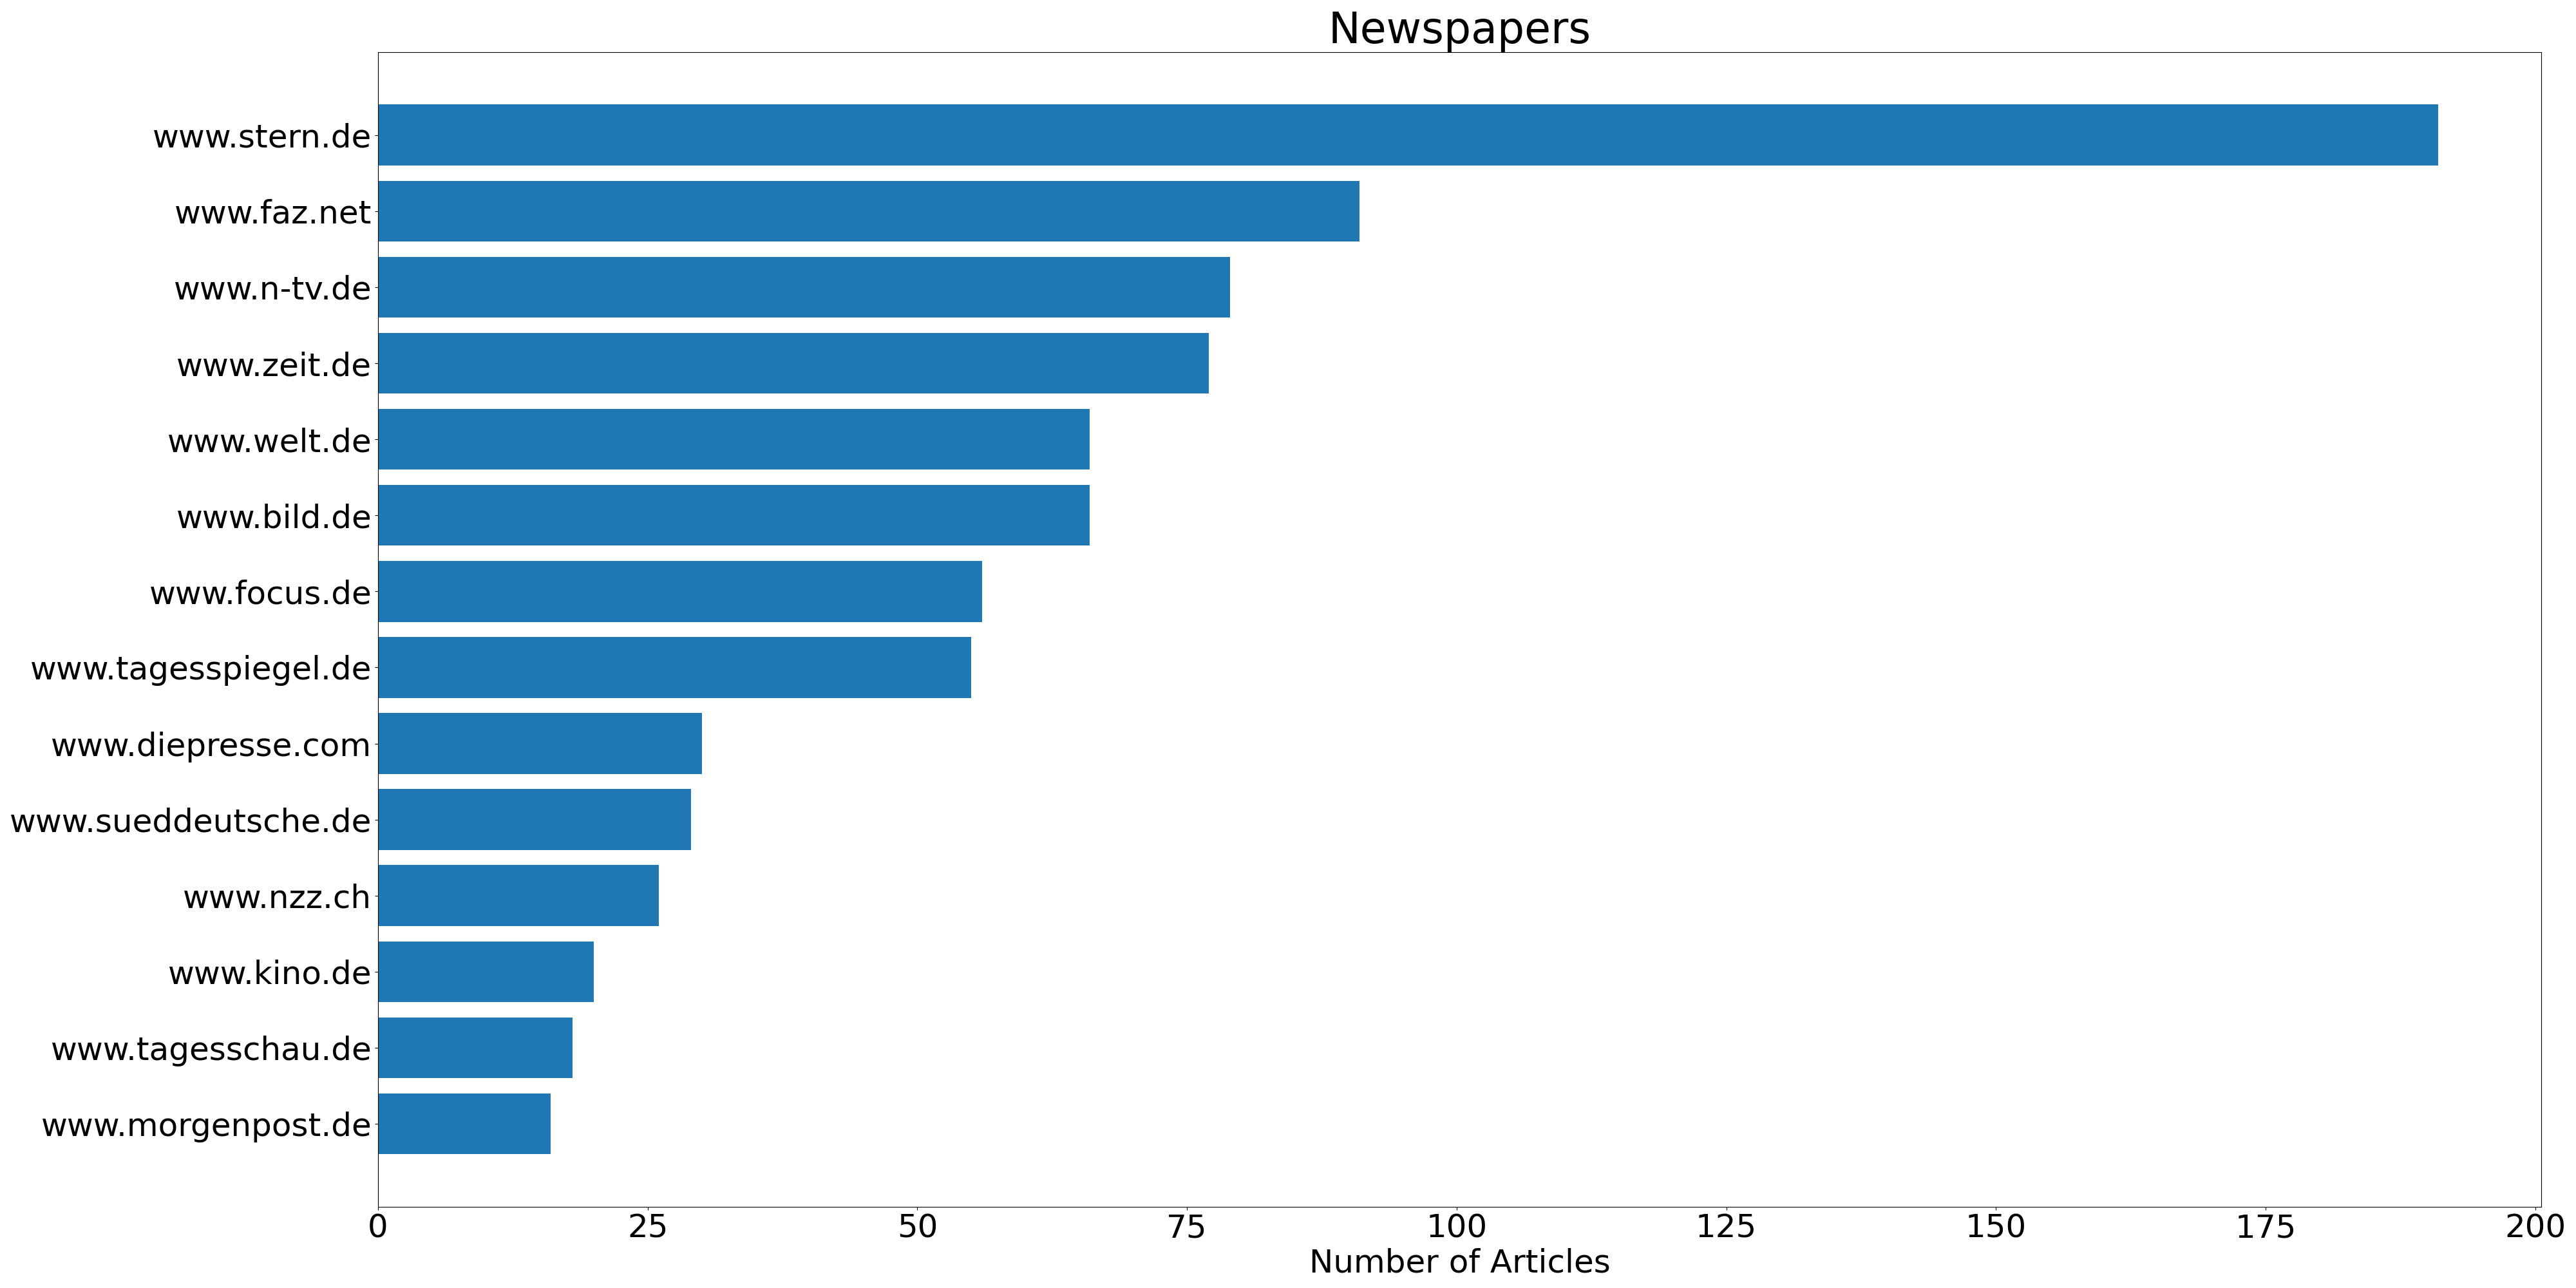 Newspapers
www.stern.de
www.faz.net
www.n-tv.de
www.zeit.de
www.welt.de
www.bild.de
www.focus.de
www.tagesspiegel.de
www.diepresse.com
www.sueddeutsche.de
www.nzz.ch
www.kino.de
www.tagesschau.de
www.morgenpost.de
0 25 50 75 100 125 150 175 200
Number of Articles